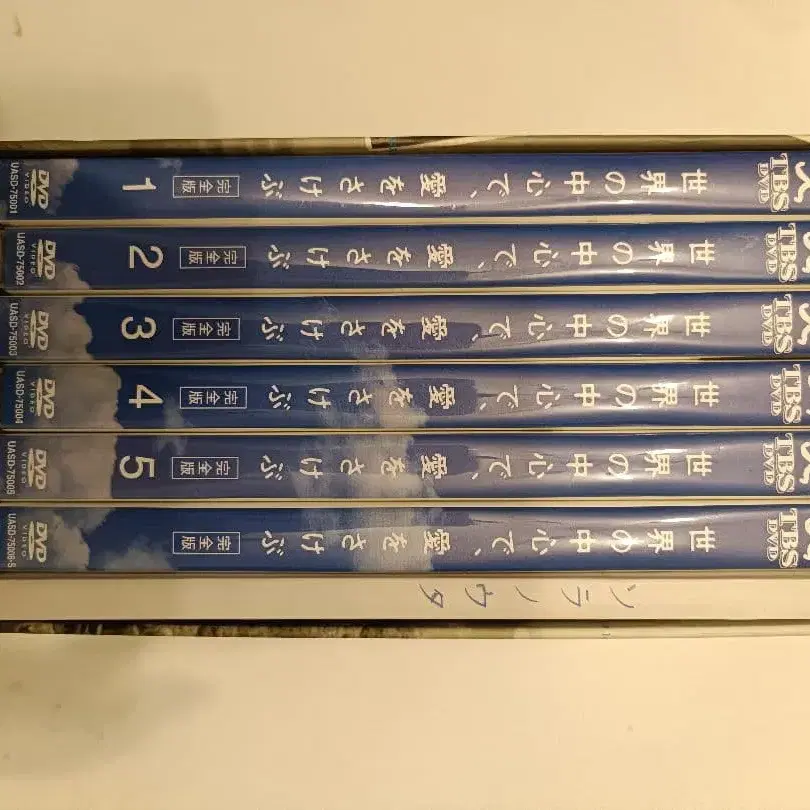 TBS DVD
世界の中心で、愛をさけぶ 完全版 1
DVD VIDEO
UASD-75001
TBS DVD
世界の中心で、愛をさけぶ 完全版 2
DVD VIDEO
UASD-75002
TBS DVD
世界の中心で、愛をさけぶ 完全版 3
DVD VIDEO
UASD-75003
TBS DVD
世界の中心で、愛をさけぶ 完全版 4
DVD VIDEO
UASD-75004
TBS DVD
世界の中心で、愛をさけぶ 完全版 5
DVD VIDEO
UASD-75005
TBS DVD
世界の中心で、愛をさけぶ 完全版
DVD VIDEO
UASD-75006-S
ソラノウタ